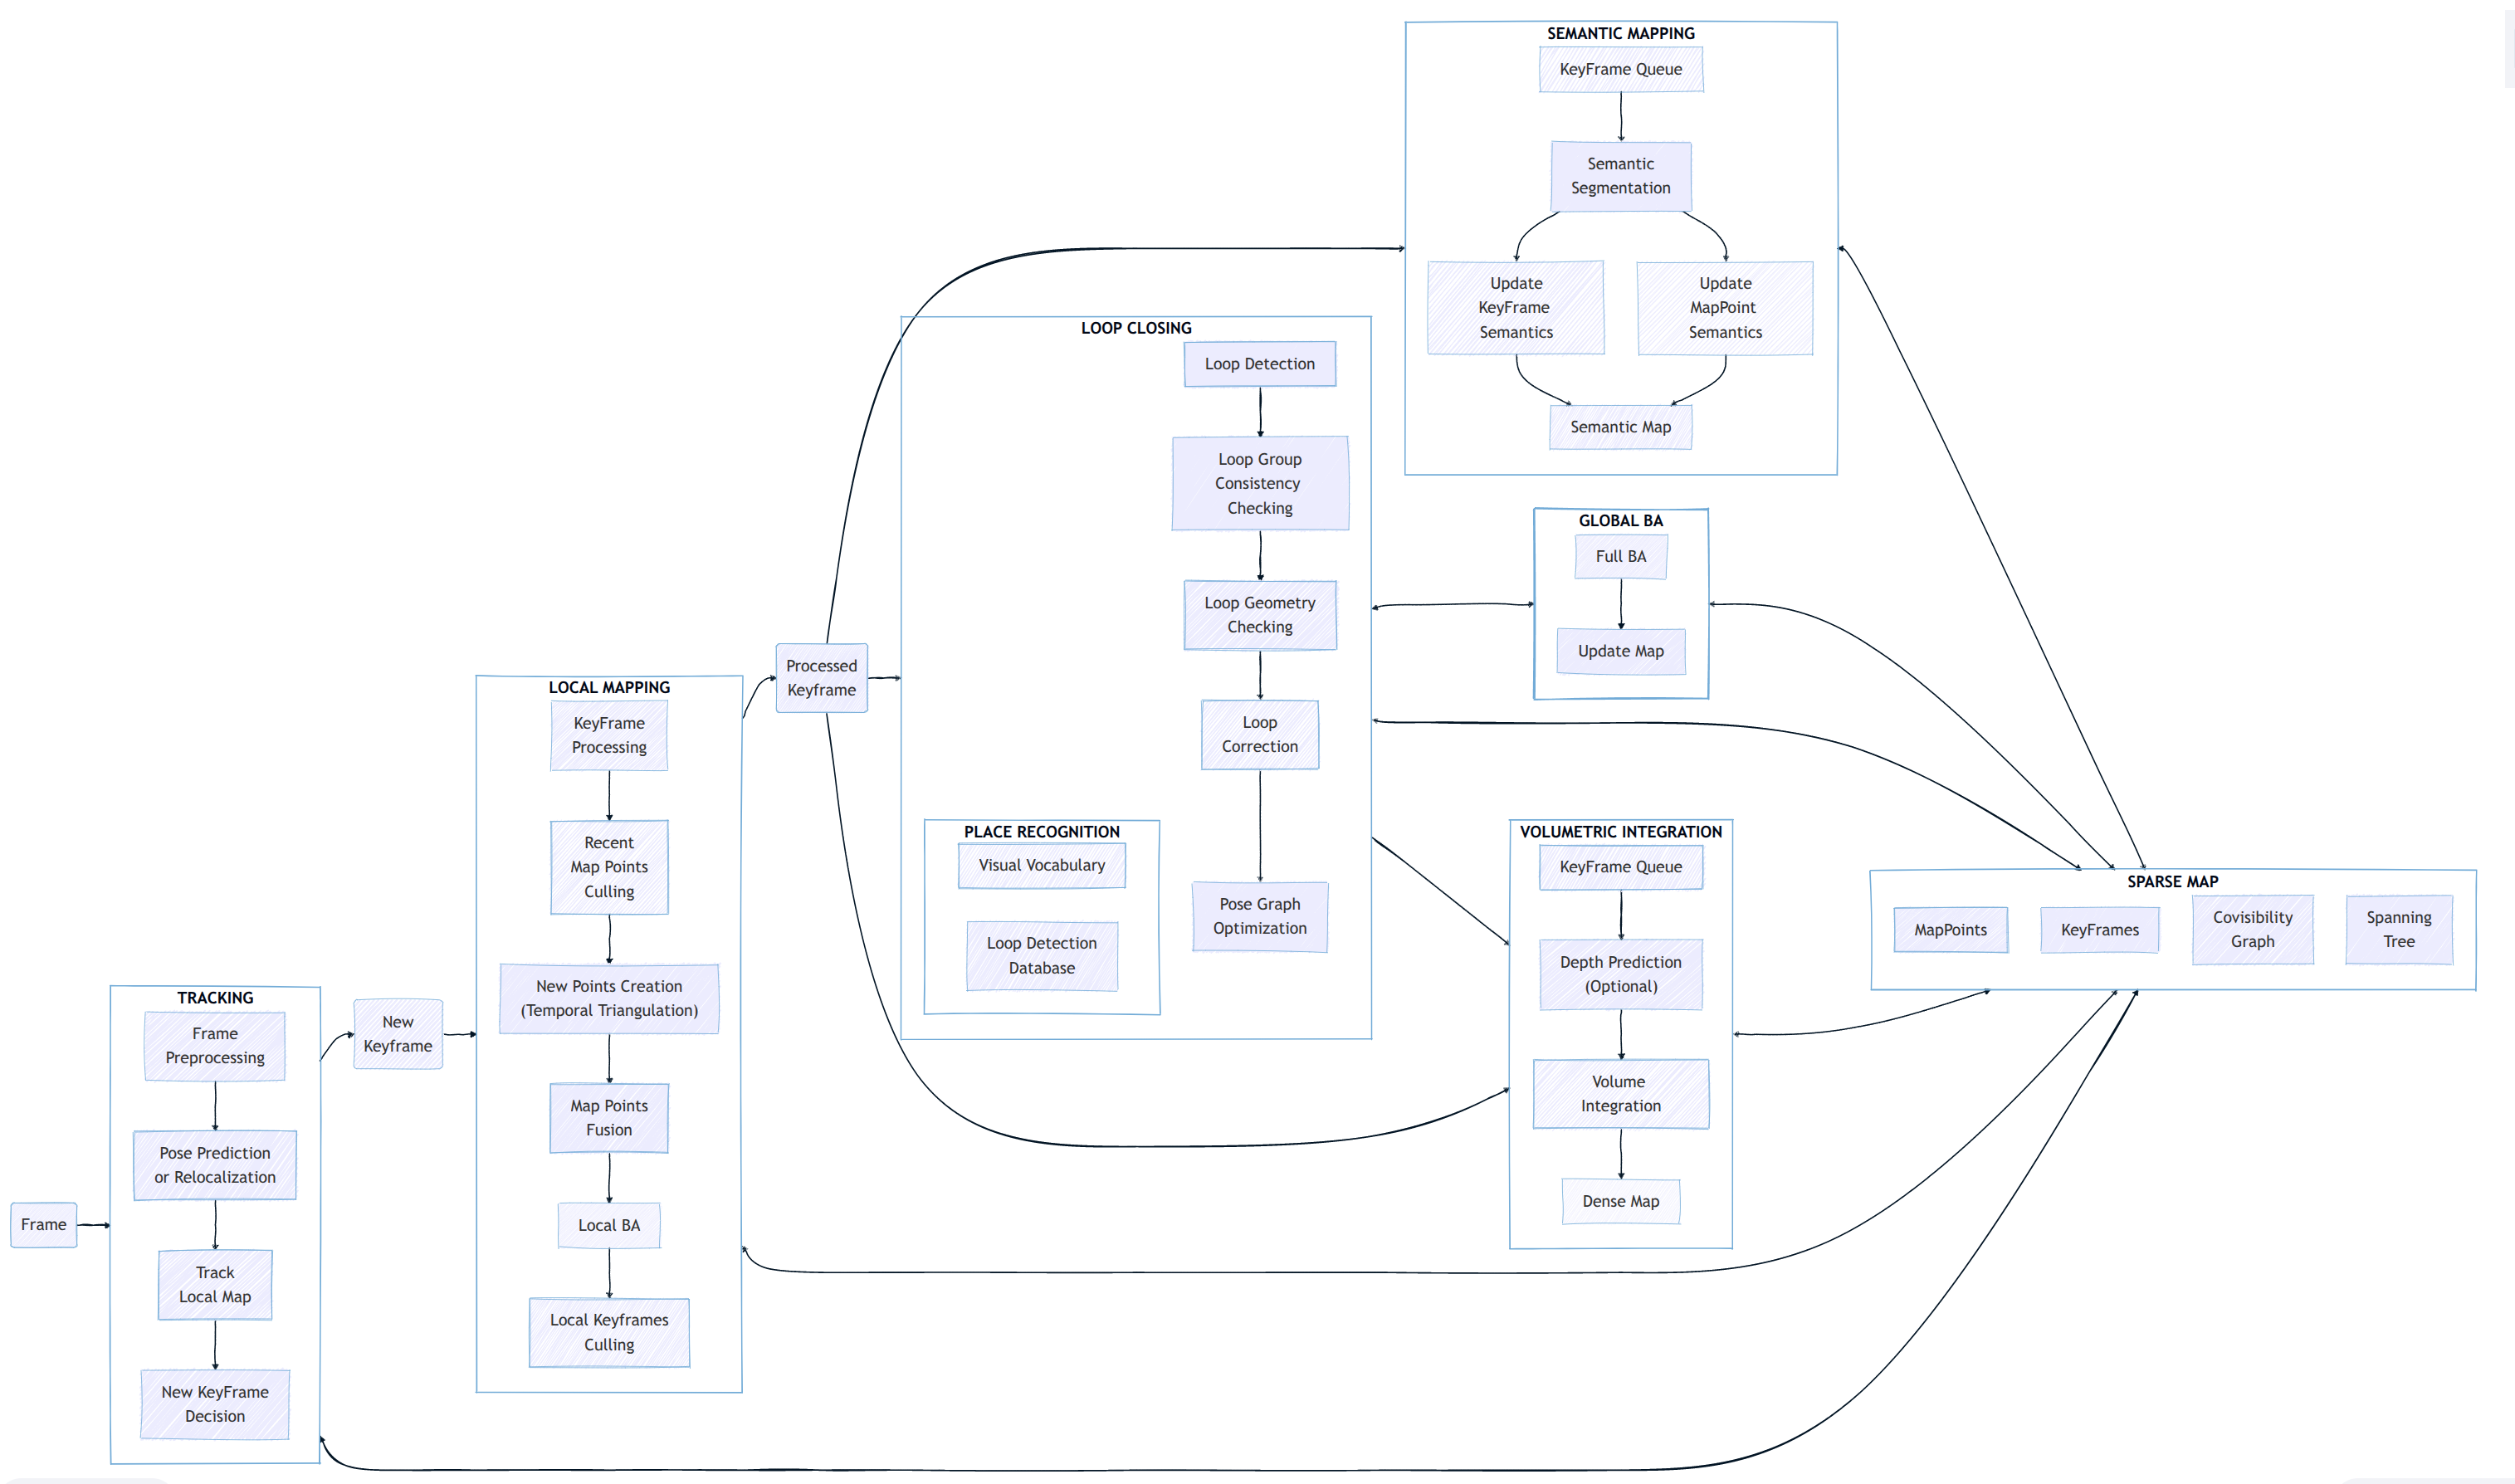 SEMANTIC MAPPING
KeyFrame Queue
Semantic
Segmentation
Update
KeyFrame
Semantics
Update
MapPoint
Semantics
Semantic Map
LOOP CLOSING
Loop Detection
Loop Group
Consistency
Checking
Loop Geometry
Checking
Loop
Correction
Pose Graph
Optimization
PLACE RECOGNITION
Visual Vocabulary
Loop Detection
Database
GLOBAL BA
Full BA
Update Map
Processed
Keyframe
LOCAL MAPPING
KeyFrame
Processing
Recent
Map Points
Culling
New Points Creation
(Temporal Triangulation)
Map Points
Fusion
Local BA
Local Keyframes
Culling
VOLUMETRIC INTEGRATION
KeyFrame Queue
Depth Prediction
(Optional)
Volume
Integration
Dense Map
SPARSE MAP
MapPoints
KeyFrames
Covisibility
Graph
Spanning
Tree
TRACKING
Frame
Preprocessing
Pose Prediction
or Relocalization
Track
Local Map
New KeyFrame
Decision
New
Keyframe
Frame